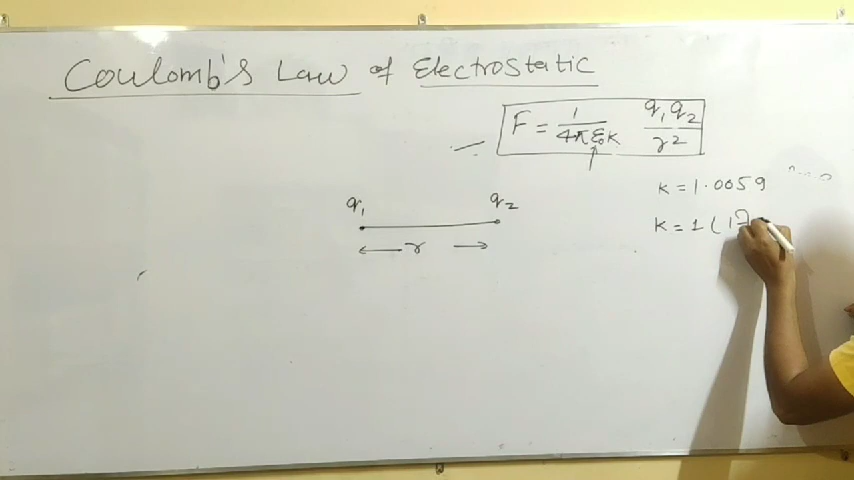 Coulomb's Law of Electrostatic
F = 1/4πε₀k q₁q₂/r²
k = 1.0059
q₁ q₂
k = 1 (
r